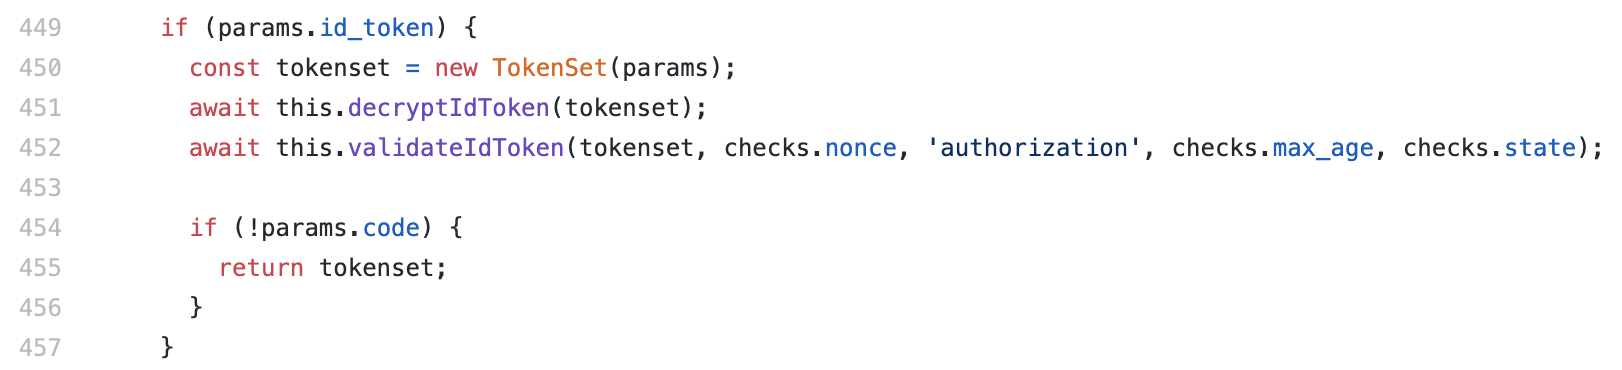 449 if (params.id_token) {
450 const tokenset = new TokenSet(params);
451 await this.decryptIdToken(tokenset);
452 await this.validateIdToken(tokenset, checks.nonce, 'authorization', checks.max_age, checks.state);
453
454 if (!params.code) {
455 return tokenset;
456 }
457 }